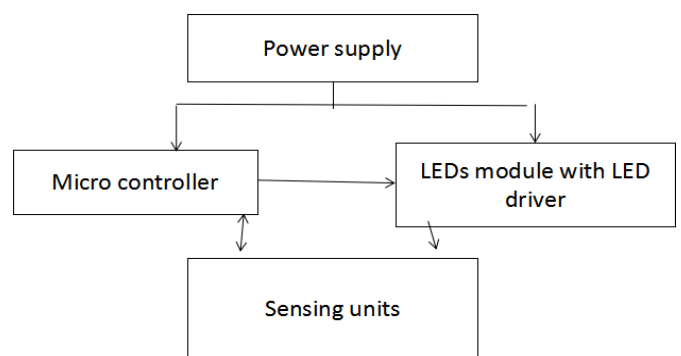 Power supply
Micro controller
LEDs module with LED
driver
Sensing units